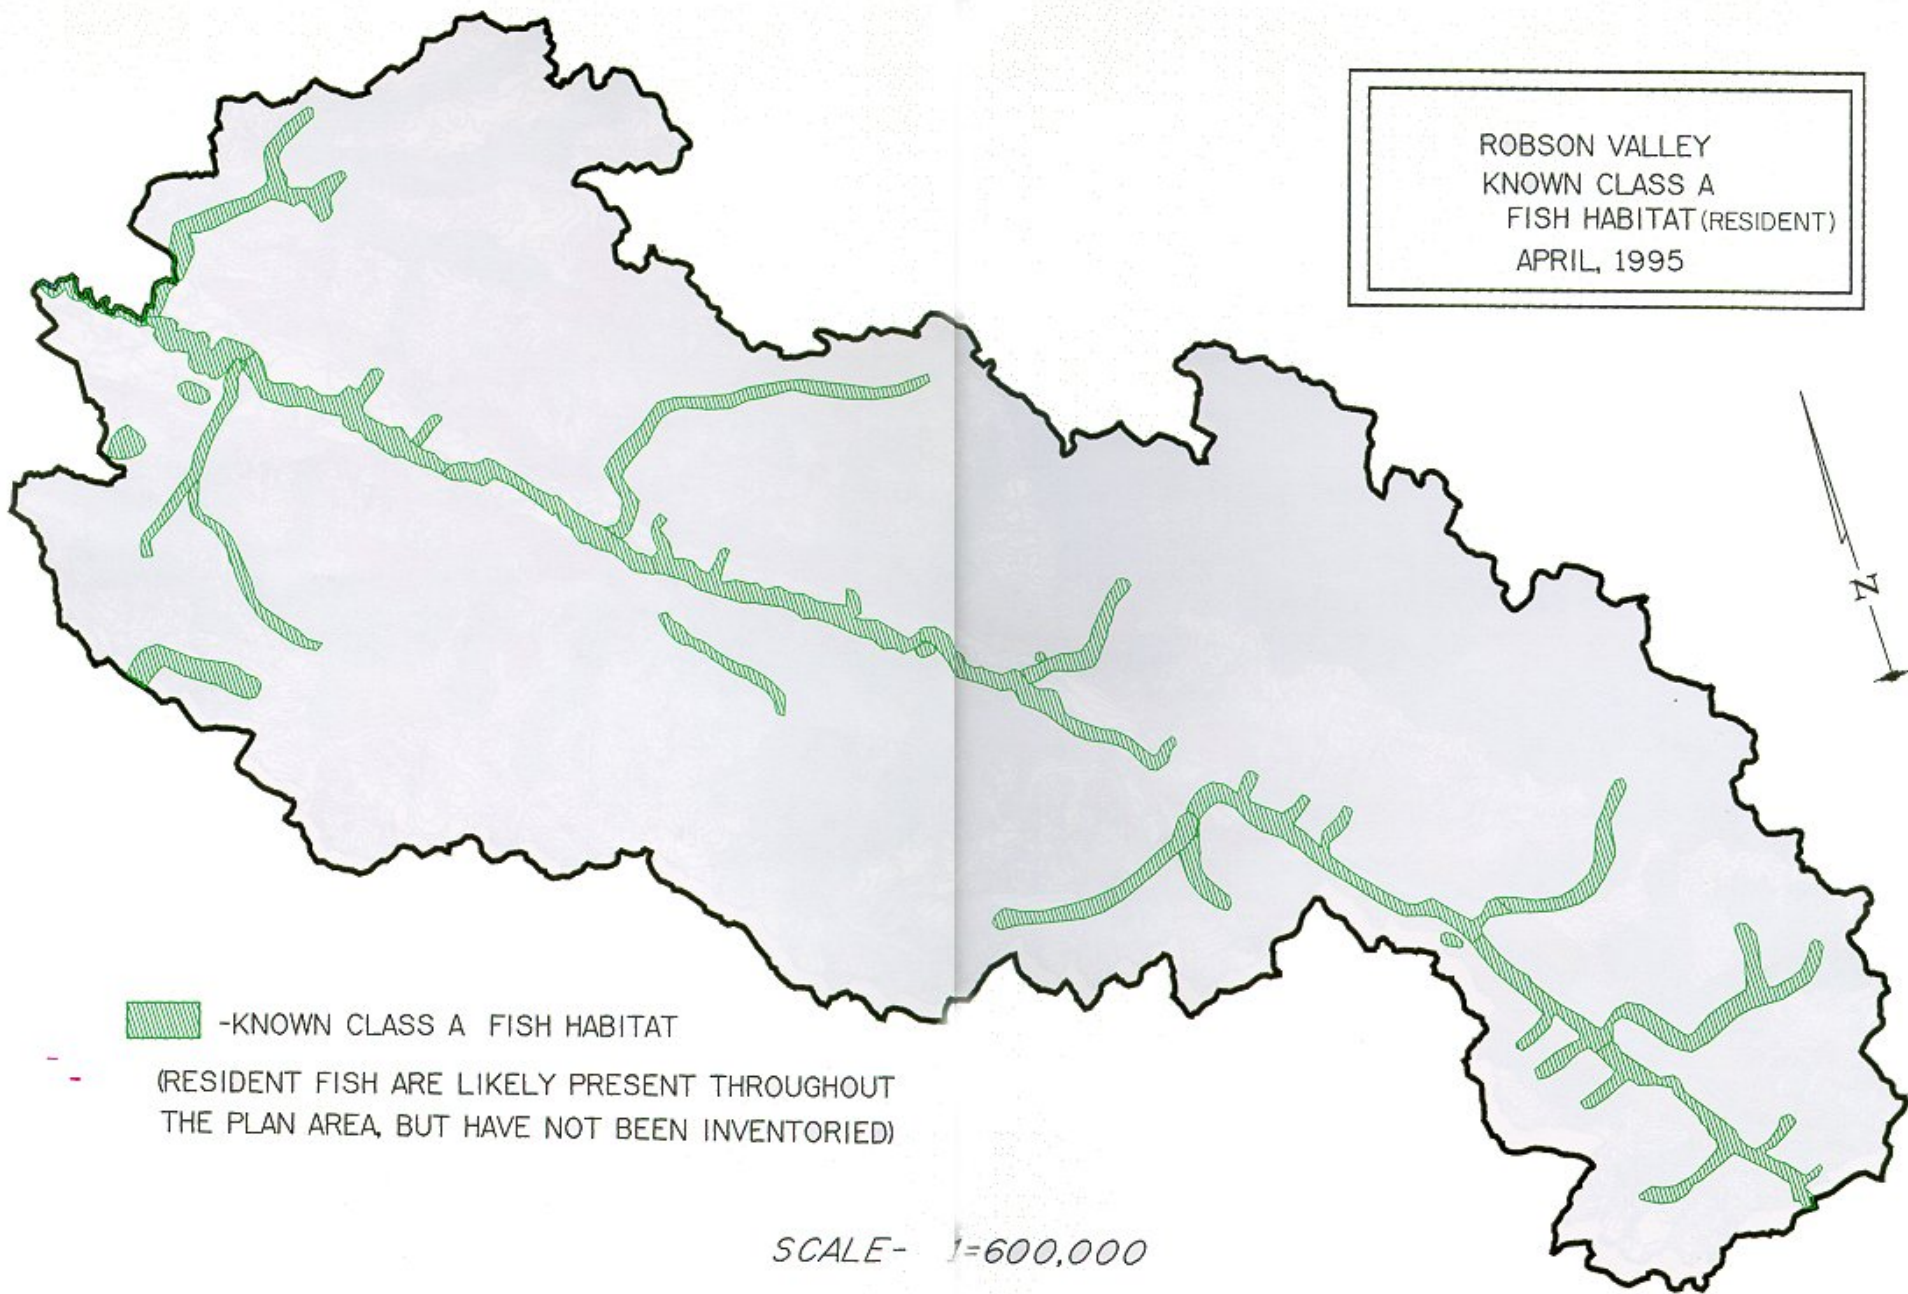 ROBSON VALLEY
KNOWN CLASS A
FISH HABITAT (RESIDENT)
APRIL, 1995
N
-KNOWN CLASS A FISH HABITAT
(RESIDENT FISH ARE LIKELY PRESENT THROUGHOUT
THE PLAN AREA, BUT HAVE NOT BEEN INVENTORIED)
SCALE- 1=600,000